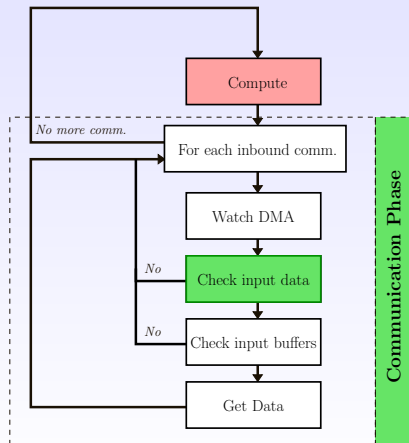 Compute
No more comm.
For each inbound comm.
Watch DMA
Check input data
No
Check input buffers
No
Get Data
Communication Phase